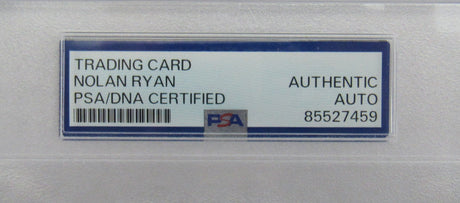 TRADING CARD
NOLAN RYAN
PSA/DNA CERTIFIED
AUTHENTIC
AUTO
85527459
PSA